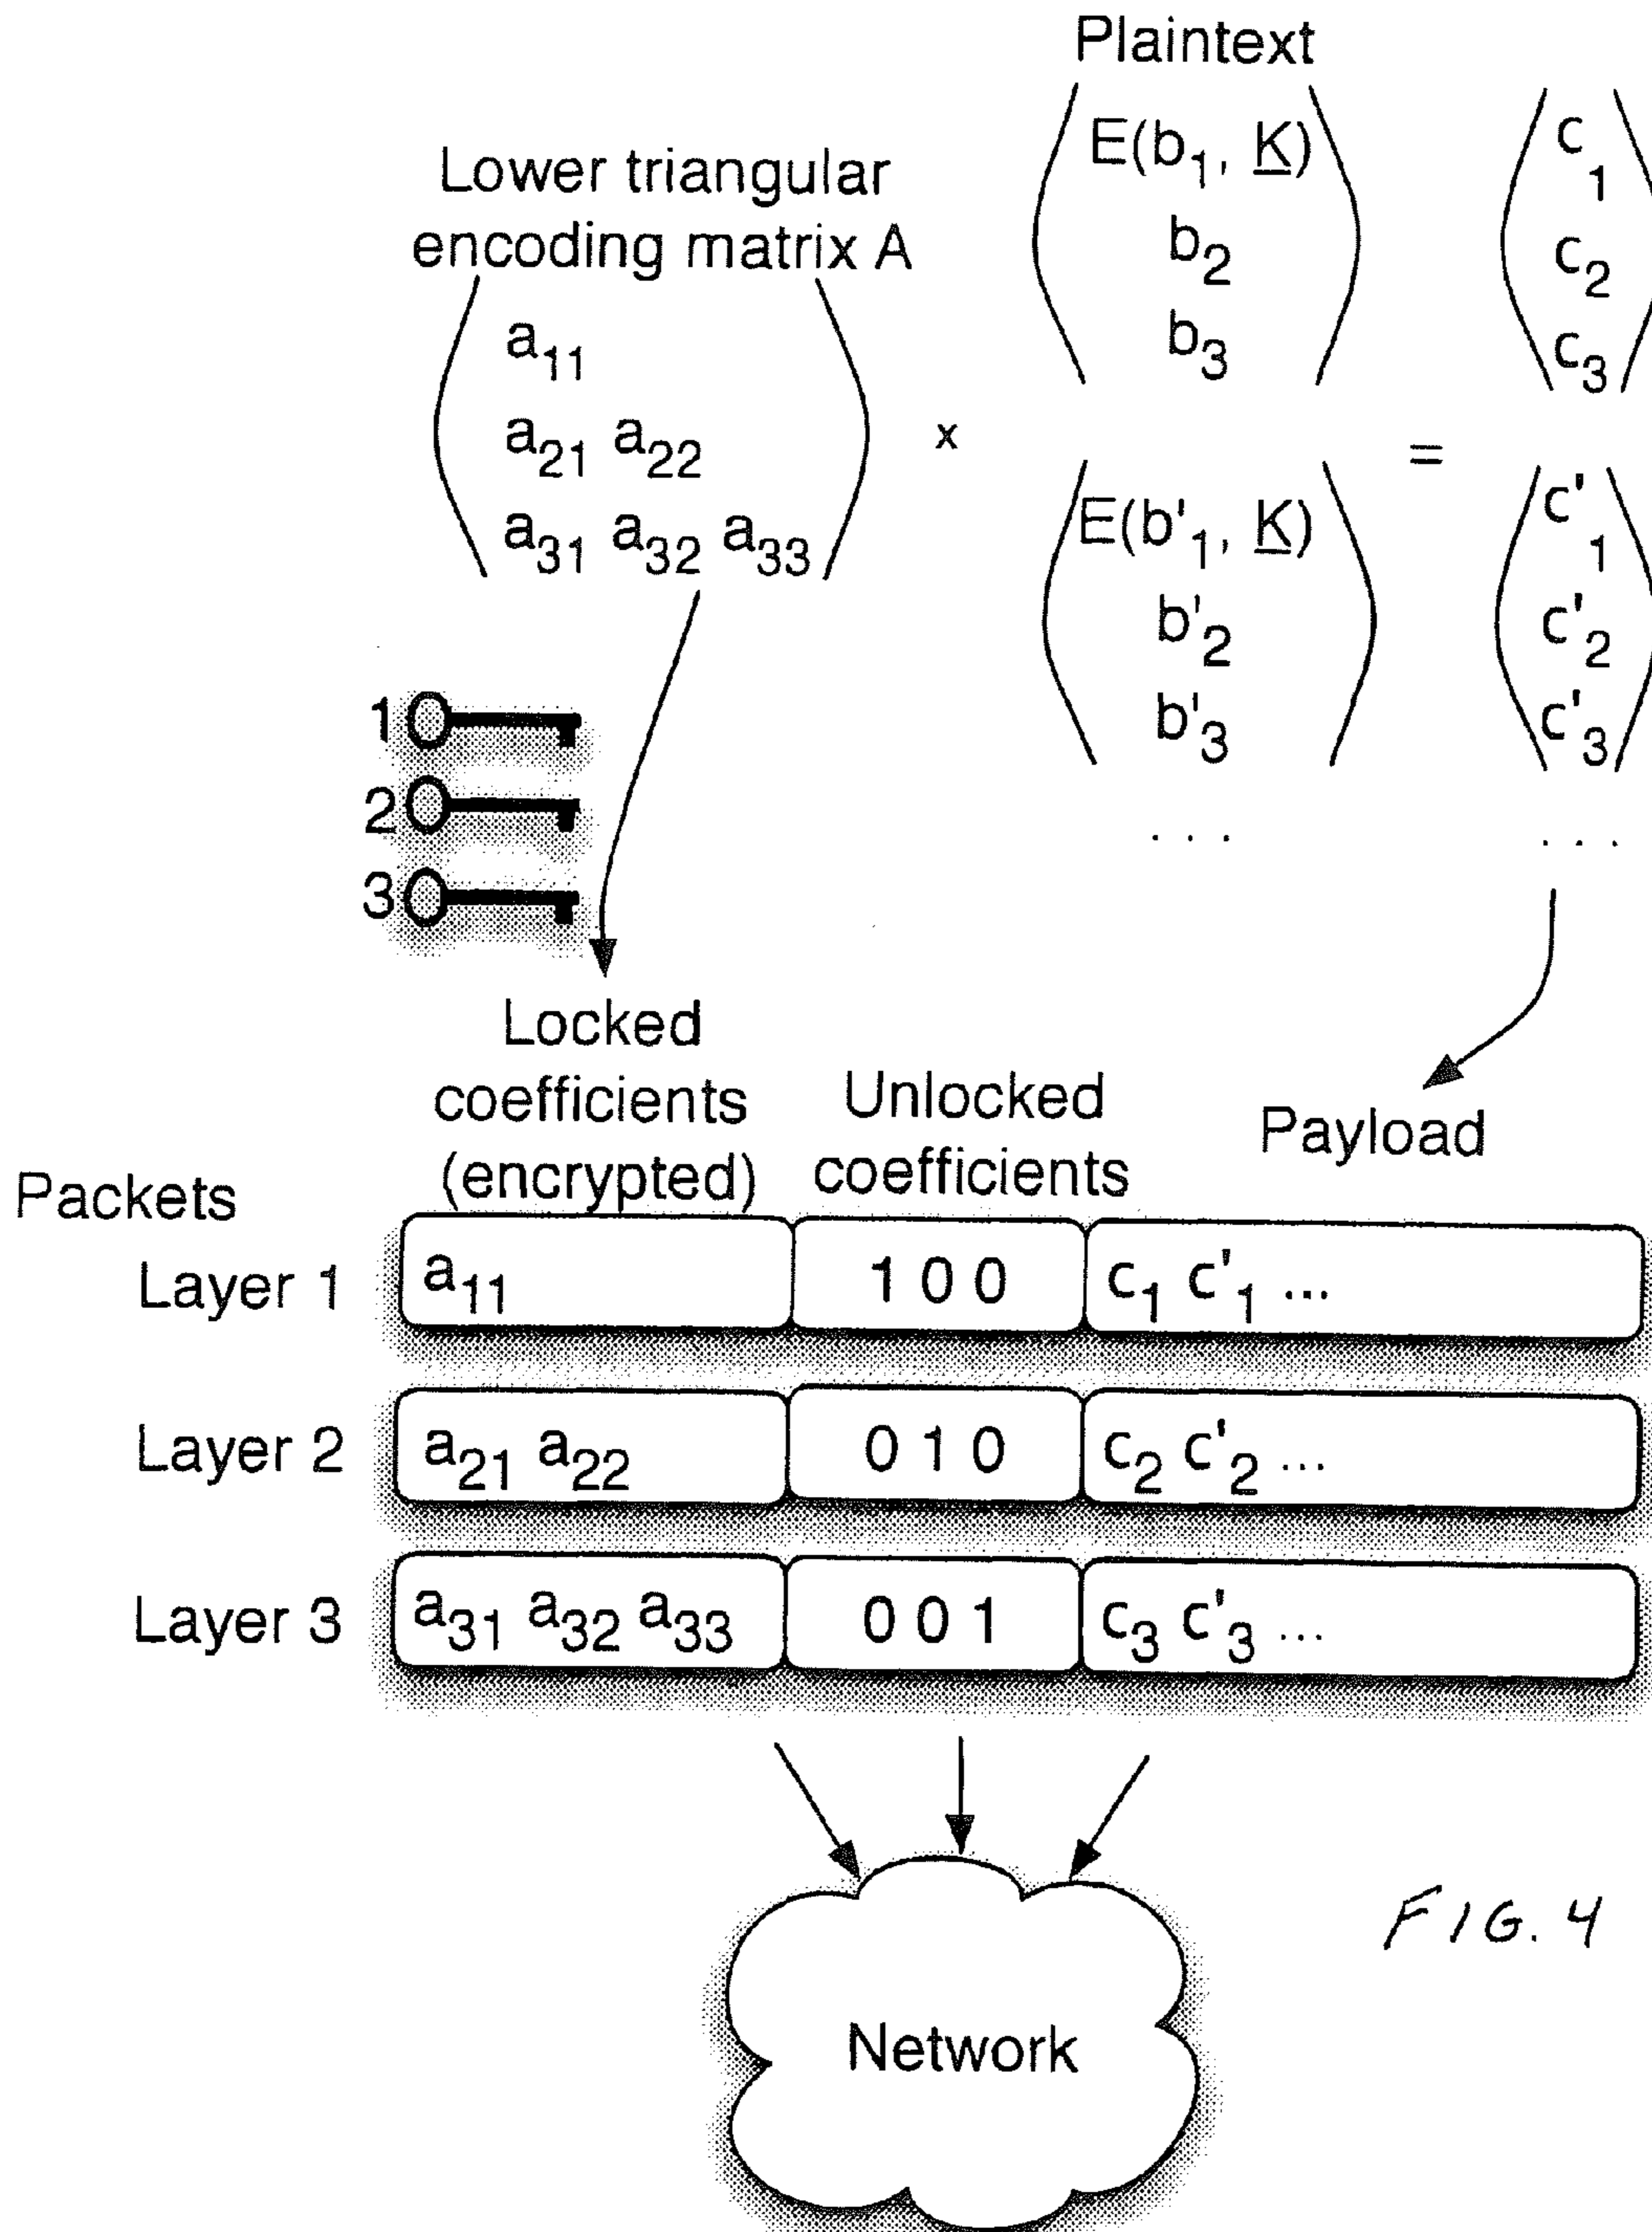 Plaintext
Lower triangular
encoding matrix A
a₁₁
a₂₁ a₂₂
a₃₁ a₃₂ a₃₃
x
E(b₁, K)
b₂
b₃
E(b'₁, K)
b'₂
b'₃
. . .
=
c₁
c₂
c₃
c'₁
c'₂
c'₃
. . .
1
2
3
Locked
coefficients
(encrypted)
Unlocked
coefficients
Payload
Packets
Layer 1 a₁₁ 1 0 0 c₁ c'₁ ...
Layer 2 a₂₁ a₂₂ 0 1 0 c₂ c'₂ ...
Layer 3 a₃₁ a₃₂ a₃₃ 0 0 1 c₃ c'₃ ...
Network
FIG. 4